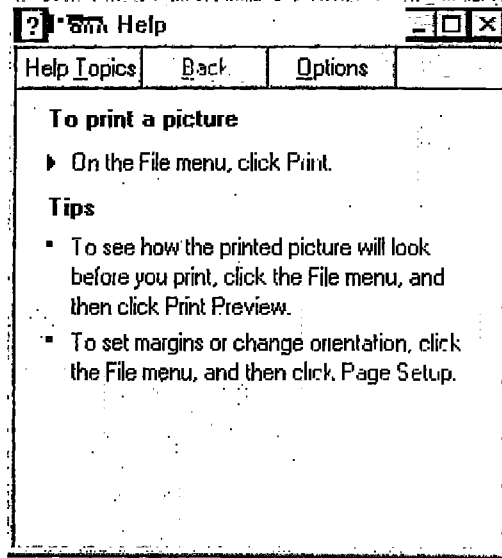 Help
Help Topics Back Options
To print a picture
On the File menu, click Print.
Tips
To see how the printed picture will look
before you print, click the File menu, and
then click Print Preview.
To set margins or change orientation, click
the File menu, and then click Page Setup.